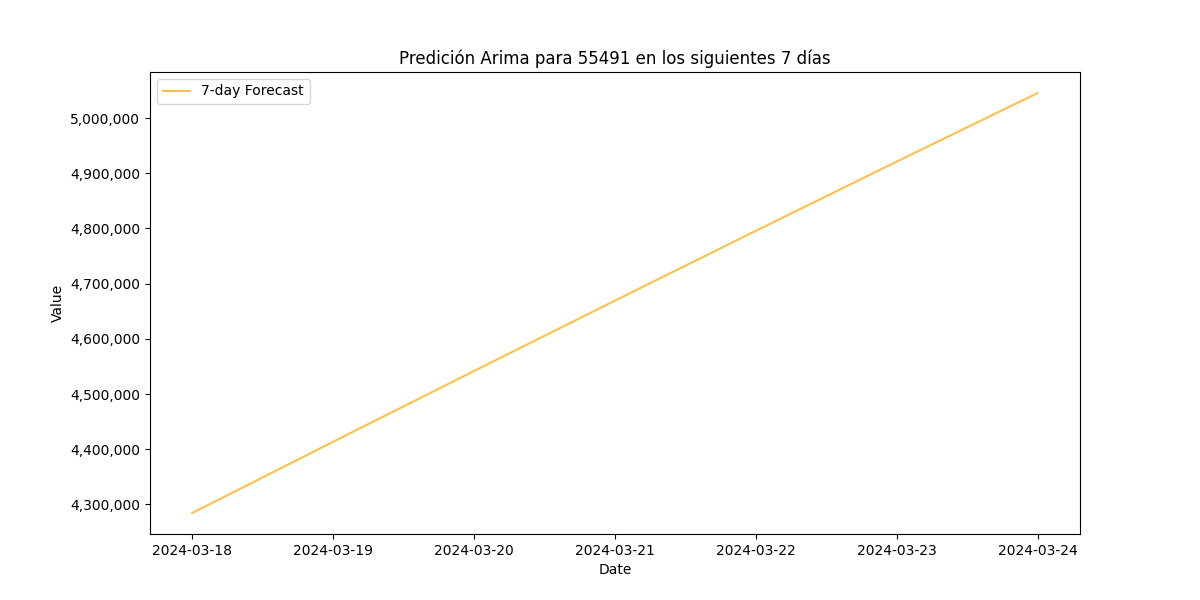 Predición Arima para 55491 en los siguientes 7 días
7-day Forecast
5,000,000
4,900,000
4,800,000
4,700,000
4,600,000
4,500,000
4,400,000
4,300,000
Value
2024-03-18 2024-03-19 2024-03-20 2024-03-21 2024-03-22 2024-03-23 2024-03-24
Date